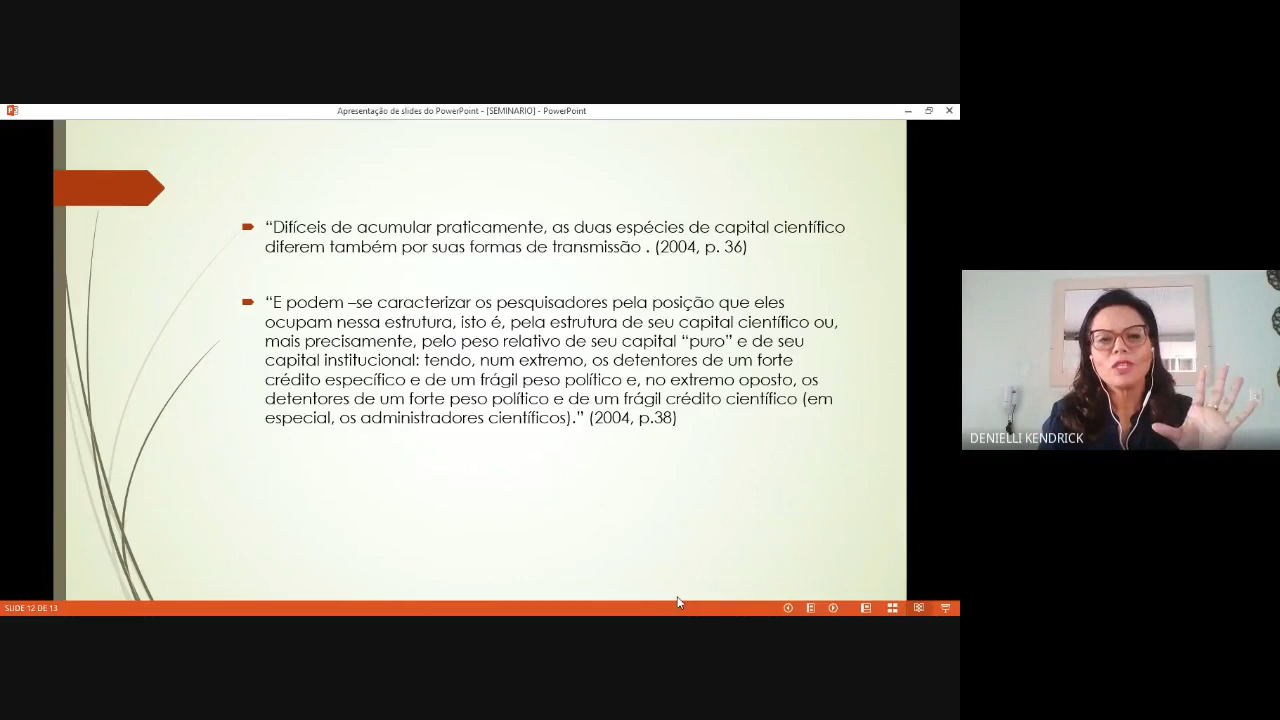 Apresentação de slides do PowerPoint - [SEMINARIO] - PowerPoint
“Difíceis de acumular praticamente, as duas espécies de capital científico
diferem também por suas formas de transmissão . (2004, p. 36)
“E podem –se caracterizar os pesquisadores pela posição que eles
ocupam nessa estrutura, isto é, pela estrutura de seu capital científico ou,
mais precisamente, pelo peso relativo de seu capital “puro” e de seu
capital institucional: tendo, num extremo, os detentores de um forte
crédito específico e de um frágil peso político e, no extremo oposto, os
detentores de um forte peso político e de um frágil crédito científico (em
especial, os administradores científicos).” (2004, p.38)
DENIELLI KENDRICK
SLIDE 12 DE 13